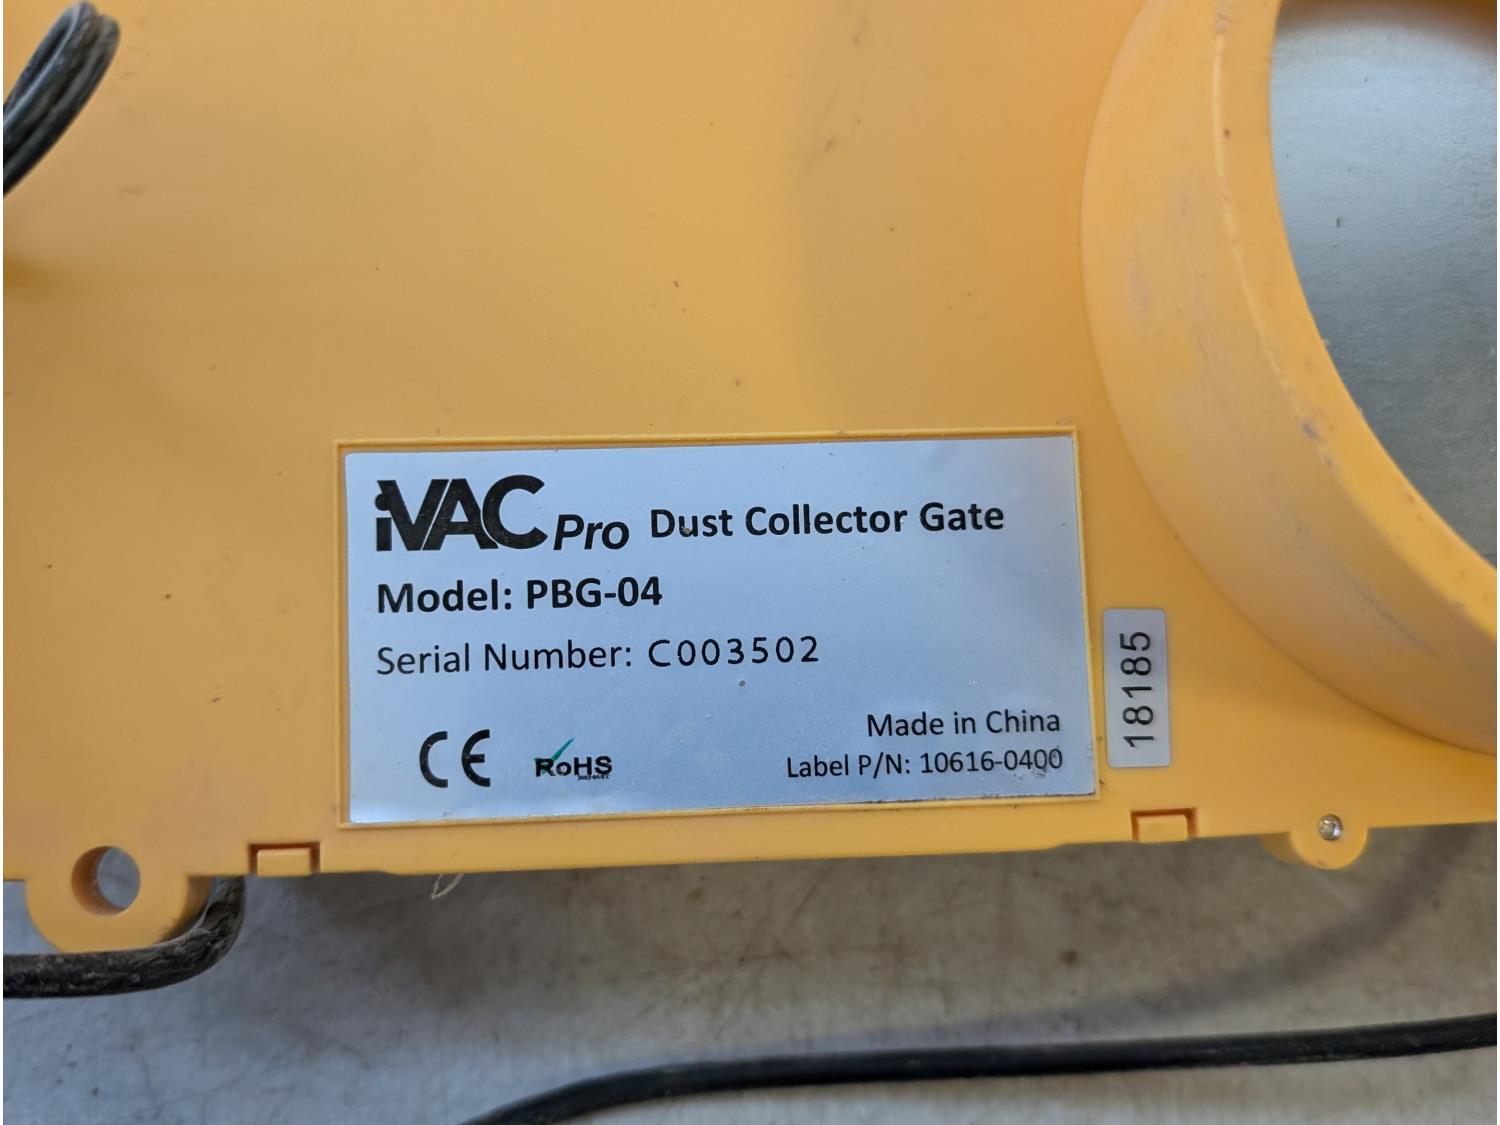 iVAC Pro Dust Collector Gate
Model: PBG-04
Serial Number: C003502
CE RoHS
Made in China
Label P/N: 10616-0400
18185